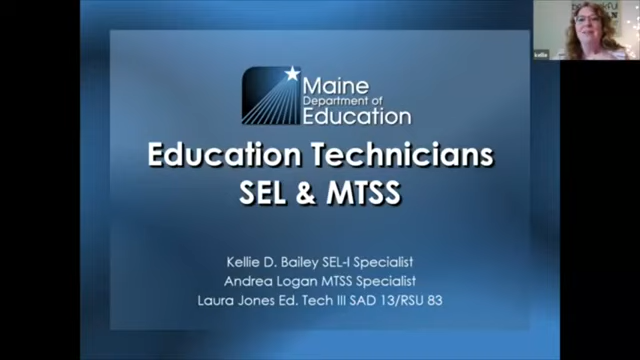 Maine
Department of
Education
Education Technicians
SEL & MTSS
Kellie D. Bailey SEL-I Specialist
Andrea Logan MTSS Specialist
Laura Jones Ed. Tech III SAD 13/RSU 83